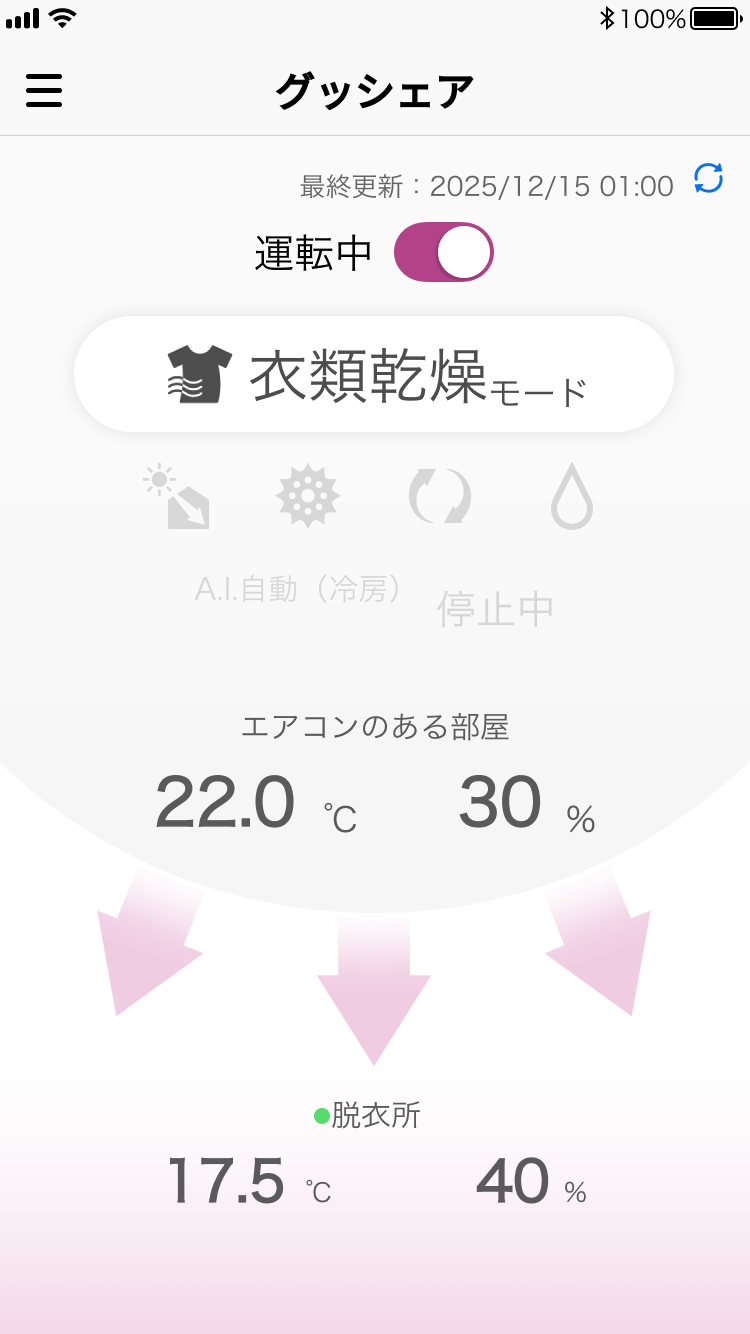 100%
グッシェア
最終更新：2025/12/15 01:00
運転中
衣類乾燥モード
A.I.自動（冷房） 停止中
エアコンのある部屋
22.0 ℃ 30 %
脱衣所
17.5 ℃ 40 %